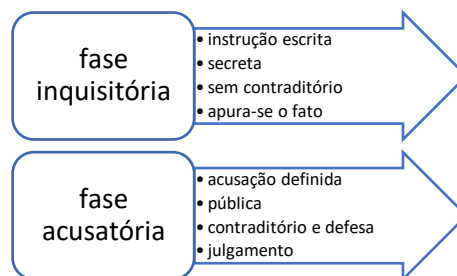 fase
inquisitória
• instrução escrita
• secreta
• sem contraditório
• apura-se o fato
fase
acusatória
• acusação definida
• pública
• contraditório e defesa
• julgamento